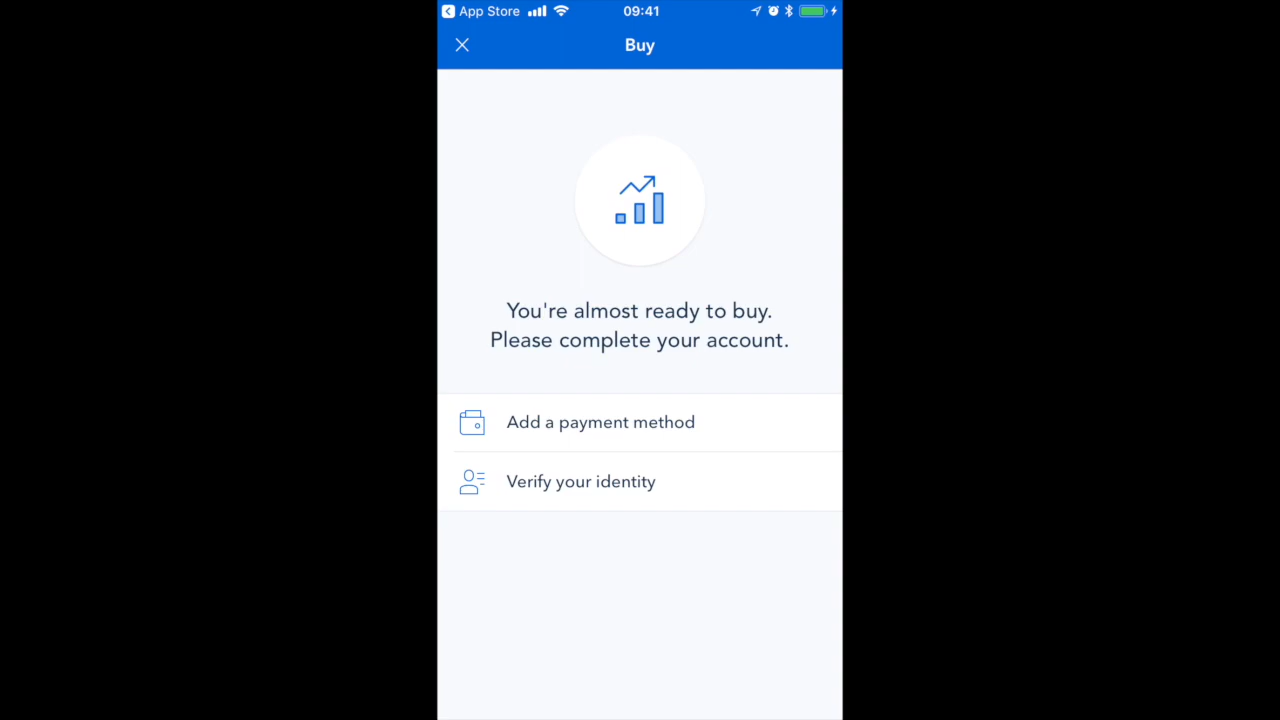 App Store 09:41
Buy
You're almost ready to buy.
Please complete your account.
Add a payment method
Verify your identity